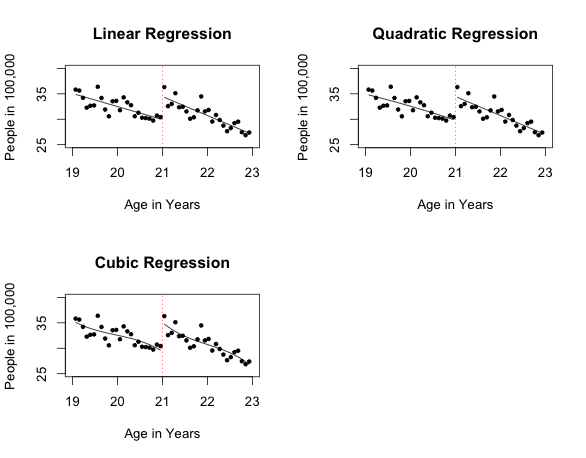 Linear Regression
People in 100,000
35
25
19 20 21 22 23
Age in Years
Quadratic Regression
People in 100,000
35
25
19 20 21 22 23
Age in Years
Cubic Regression
People in 100,000
35
25
19 20 21 22 23
Age in Years